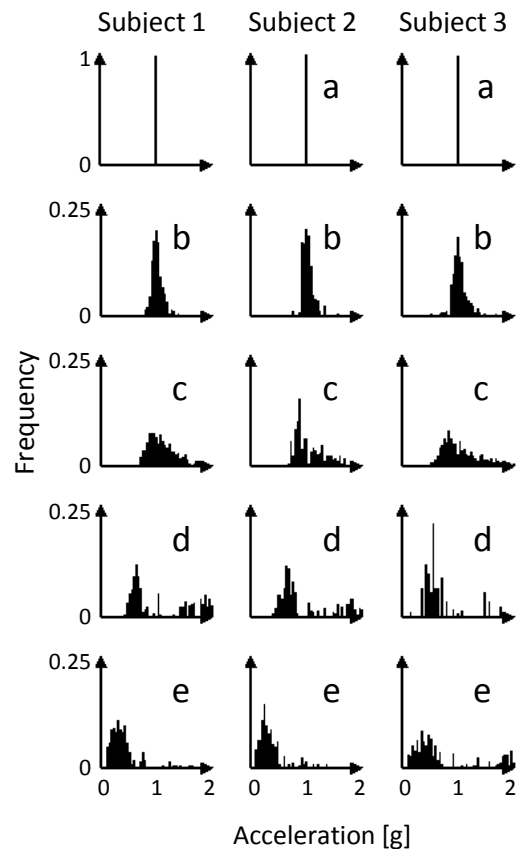 Subject 1 Subject 2 Subject 3
1 a a
0
0.25 b b b
0
0.25 c c c
0
0.25 d d d
0
0.25 e e e
0
0 1 2 0 1 2 0 1 2
Frequency
Acceleration [g]